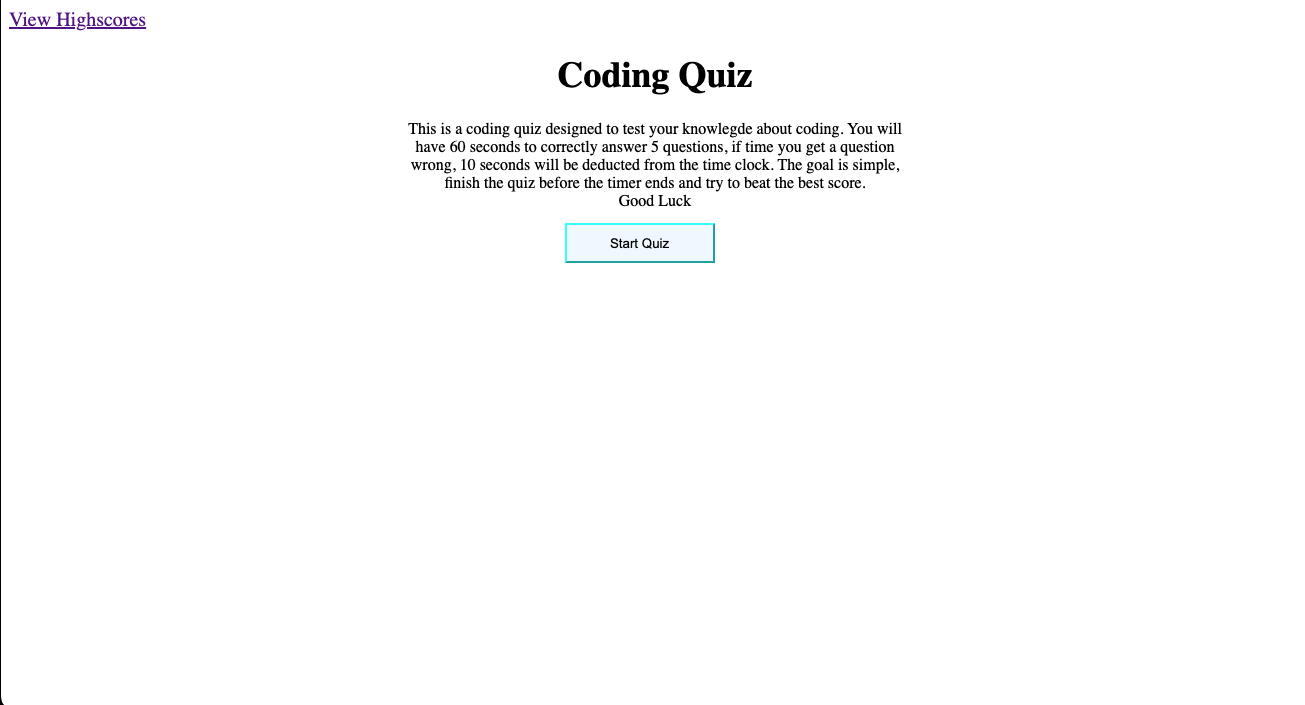 View Highscores
Coding Quiz
This is a coding quiz designed to test your knowlegde about coding. You will
have 60 seconds to correctly answer 5 questions, if time you get a question
wrong, 10 seconds will be deducted from the time clock. The goal is simple,
finish the quiz before the timer ends and try to beat the best score.
Good Luck
Start Quiz